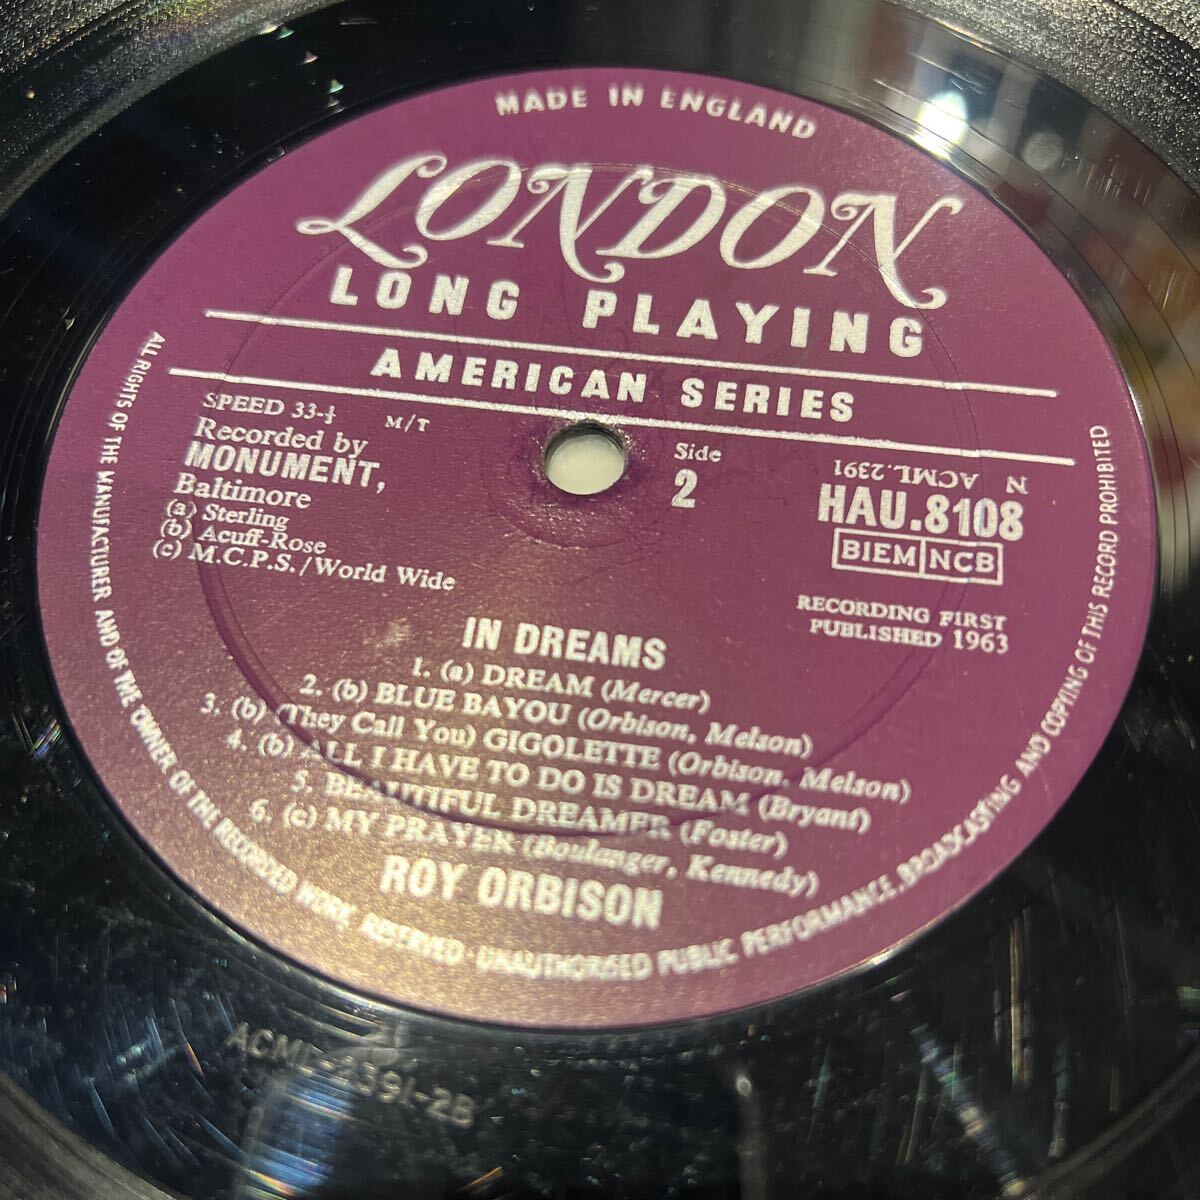 MADE IN ENGLAND
LONDON
LONG PLAYING
AMERICAN SERIES
SPEED 33-⅓
M/T
Recorded by
MONUMENT,
Baltimore
(a) Sterling
(b) Acuff-Rose
(c) M.C.P.S./World Wide
Side
2
N ACML.2391
HAU.8108
BIEM NCB
RECORDING FIRST
PUBLISHED 1963
IN DREAMS
1. (a) DREAM (Mercer)
2. (b) BLUE BAYOU (Orbison, Melson)
3. (b) (They Call You) GIGOLETTE (Orbison, Melson)
4. (b) ALL I HAVE TO DO IS DREAM (Bryant)
5. BEAUTIFUL DREAMER (Foster)
6. (c) MY PRAYER (Boulanger, Kennedy)
ROY ORBISON
ALL RIGHTS OF THE MANUFACTURER AND OF THE OWNER OF THE RECORDED WORK RESERVED · UNAUTHORISED PUBLIC PERFORMANCE, BROADCASTING AND COPYING OF THIS RECORD PROHIBITED
ACML-2391-2B